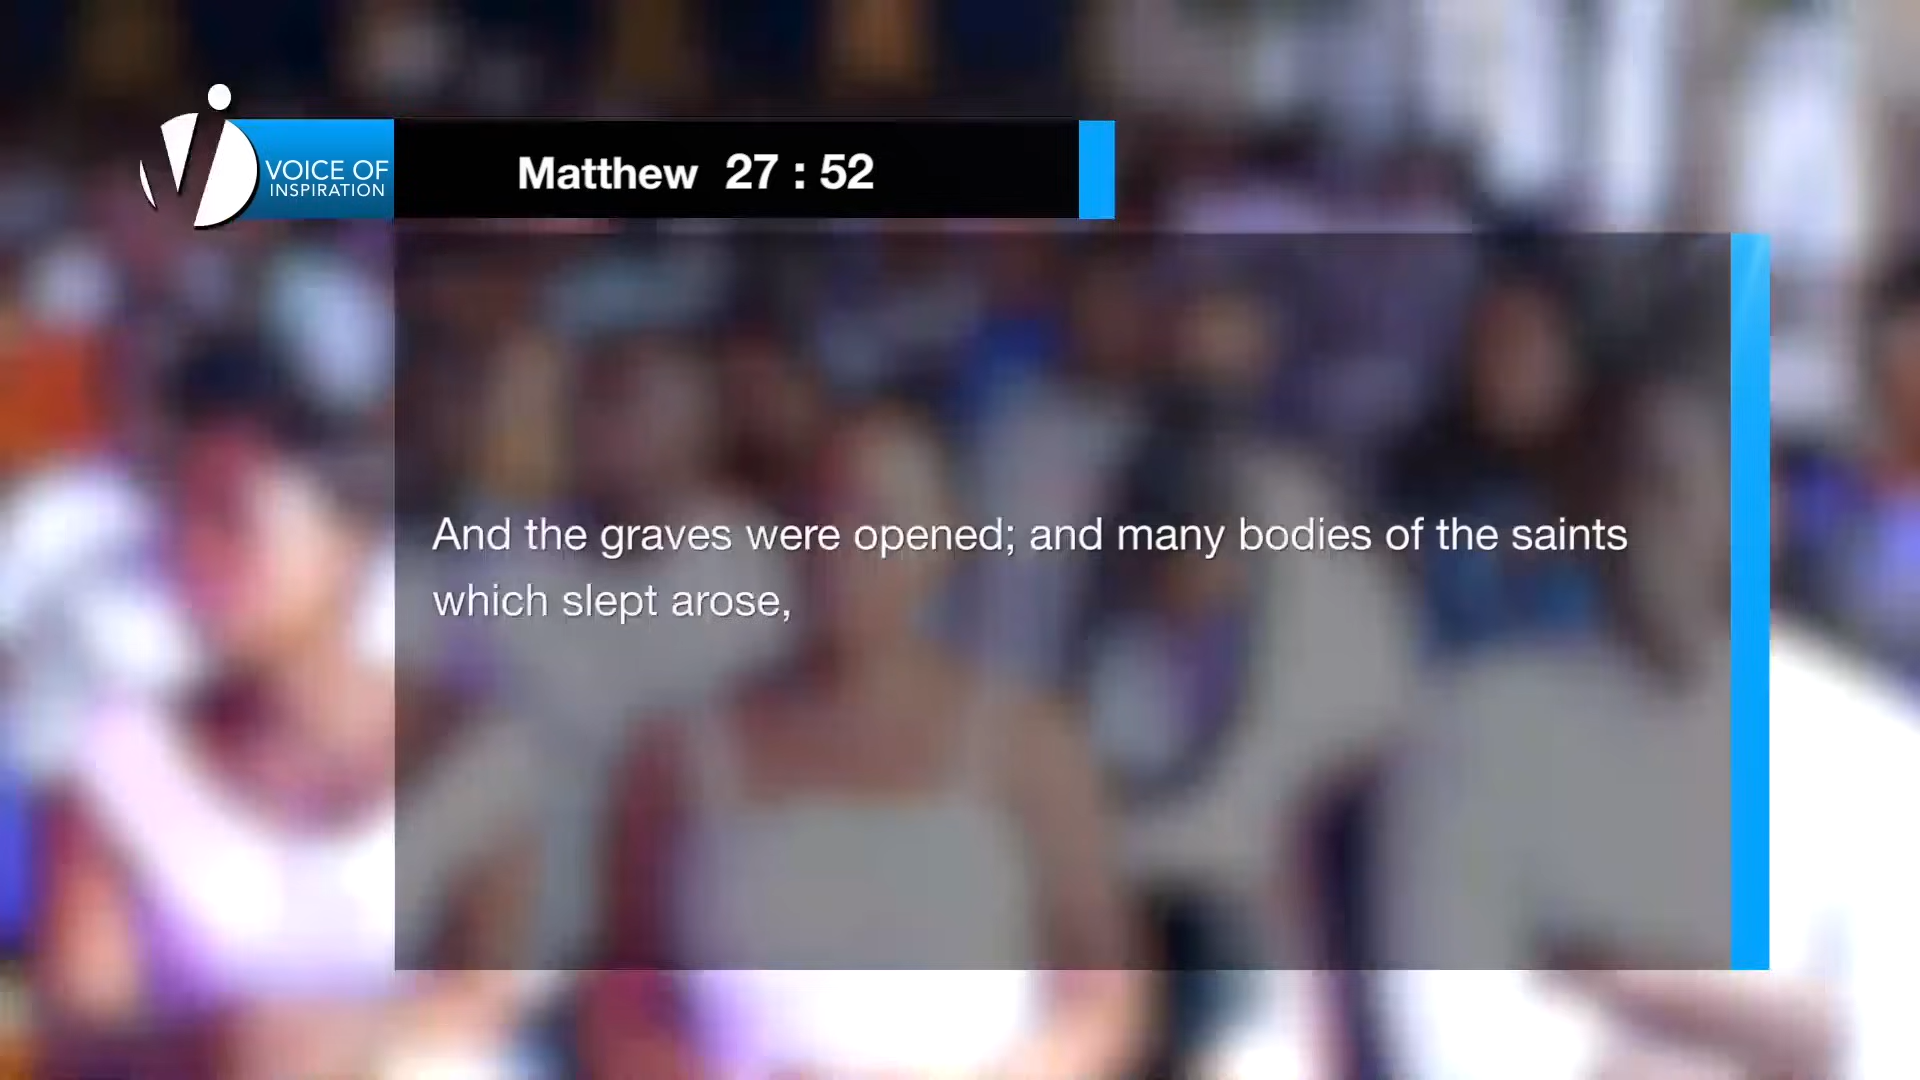 VOICE OF
INSPIRATION
Matthew 27 : 52
And the graves were opened; and many bodies of the saints
which slept arose,